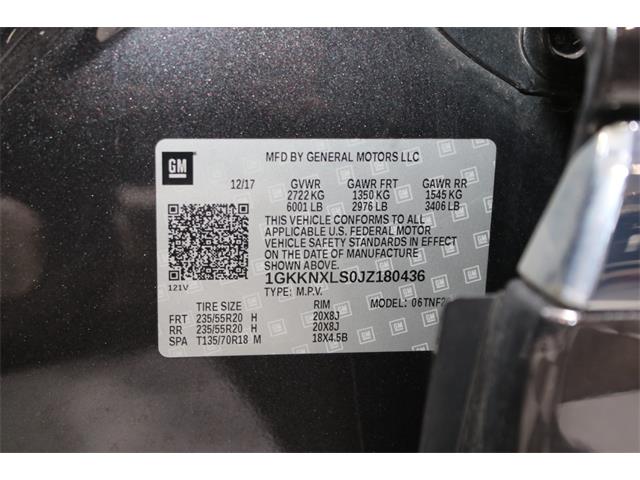 GM
MFD BY GENERAL MOTORS LLC
12/17 GVWR GAWR FRT GAWR RR
2722 KG 1350 KG 1545 KG
6001 LB 2976 LB 3406 LB
THIS VEHICLE CONFORMS TO ALL
APPLICABLE U.S. FEDERAL MOTOR
VEHICLE SAFETY STANDARDS IN EFFECT
ON THE DATE OF MANUFACTURE
SHOWN ABOVE.
121V
1GKKNXLS0JZ180436
TYPE: M.P.V. MODEL: 06TNF2
TIRE SIZE RIM
FRT 235/55R20 H 20X8J
RR 235/55R20 H 20X8J
SPA T135/70R18 M 18X4.5B